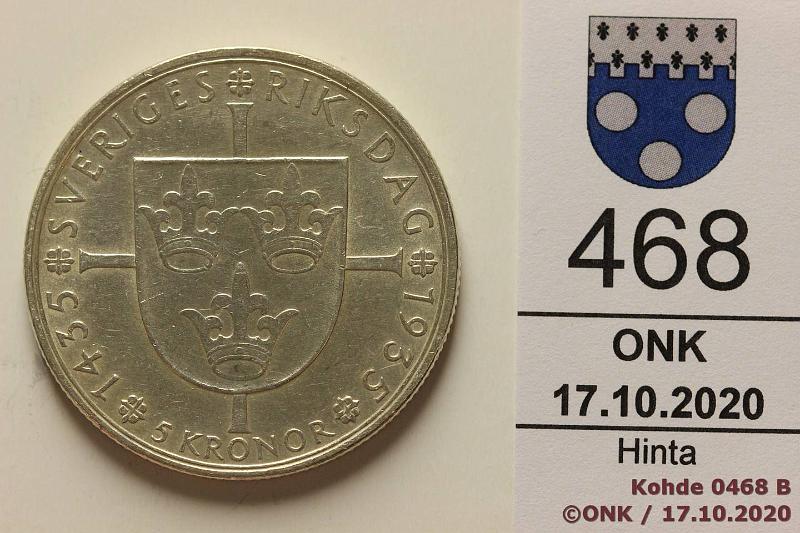 SVERIGES RIKSDAG
1435
1935
5 KRONOR
468
ONK
17.10.2020
Hinta
Kohde 0468 B
©ONK / 17.10.2020